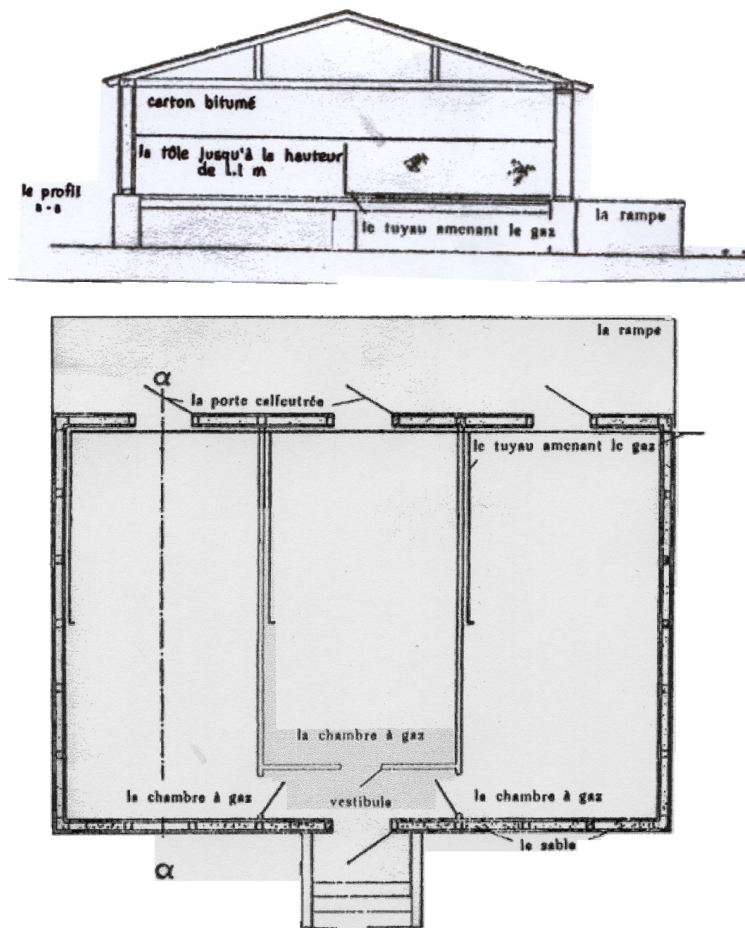 carton bitumé
la tôle jusqu'à la hauteur
de 1.1 m
le profil
a-a
le tuyau amenant le gaz
la rampe
la rampe
α
la porte calfeutrée
le tuyau amenant le gaz
la chambre à gaz
la chambre à gaz
vestibule
la chambre à gaz
le sable
α